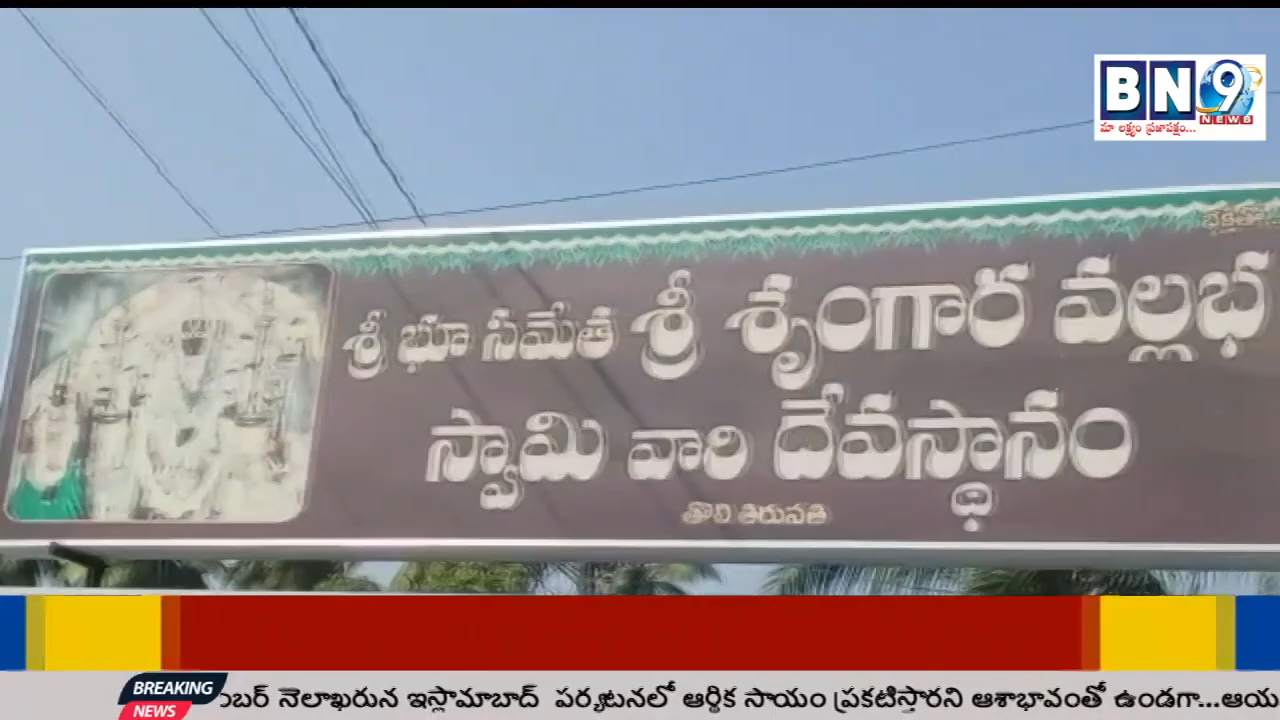 BN9
NEWS
మా లక్ష్యం ప్రజాపక్షం...
శ్రీ భూ సమేత శ్రీ శృంగార వల్లభ
స్వామి వారి దేవస్థానం
తొలి తిరుపతి
BREAKING
NEWS
ంబర్ నెలాఖరున ఇస్లామాబాద్ పర్యటనలో ఆర్థిక సాయం ప్రకటిస్తారని ఆశాభావంతో ఉండగా...ఆయ